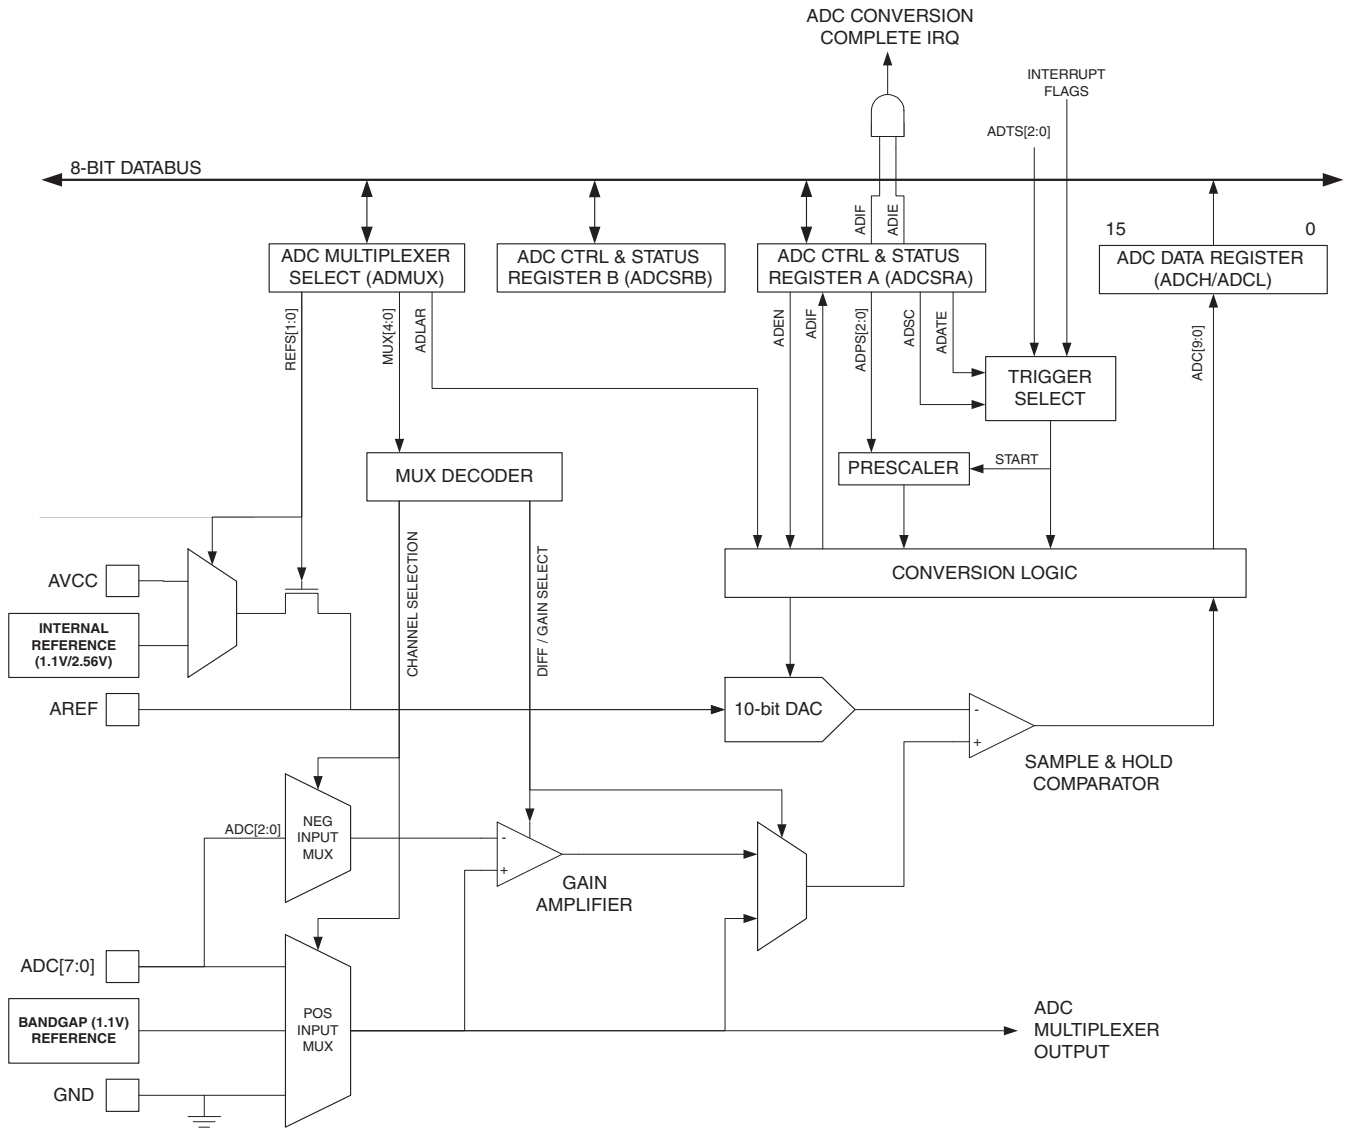 ADC CONVERSION
COMPLETE IRQ
INTERRUPT
FLAGS
ADTS[2:0]
8-BIT DATABUS
ADIF
ADIE
15
0
ADC MULTIPLEXER
SELECT (ADMUX)
ADC CTRL & STATUS
REGISTER B (ADCSRB)
ADC CTRL & STATUS
REGISTER A (ADCSRA)
ADC DATA REGISTER
(ADCH/ADCL)
REFS[1:0]
MUX[4:0]
ADLAR
ADEN
ADIF
ADPS[2:0]
ADSC
ADATE
ADC[9:0]
TRIGGER
SELECT
MUX DECODER
PRESCALER
START
CHANNEL SELECTION
DIFF / GAIN SELECT
CONVERSION LOGIC
AVCC
INTERNAL
REFERENCE
(1.1V/2.56V)
AREF
10-bit DAC
-
+
SAMPLE & HOLD
COMPARATOR
ADC[2:0]
NEG
INPUT
MUX
-
+
GAIN
AMPLIFIER
ADC[7:0]
BANDGAP (1.1V)
REFERENCE
POS
INPUT
MUX
ADC
MULTIPLEXER
OUTPUT
GND